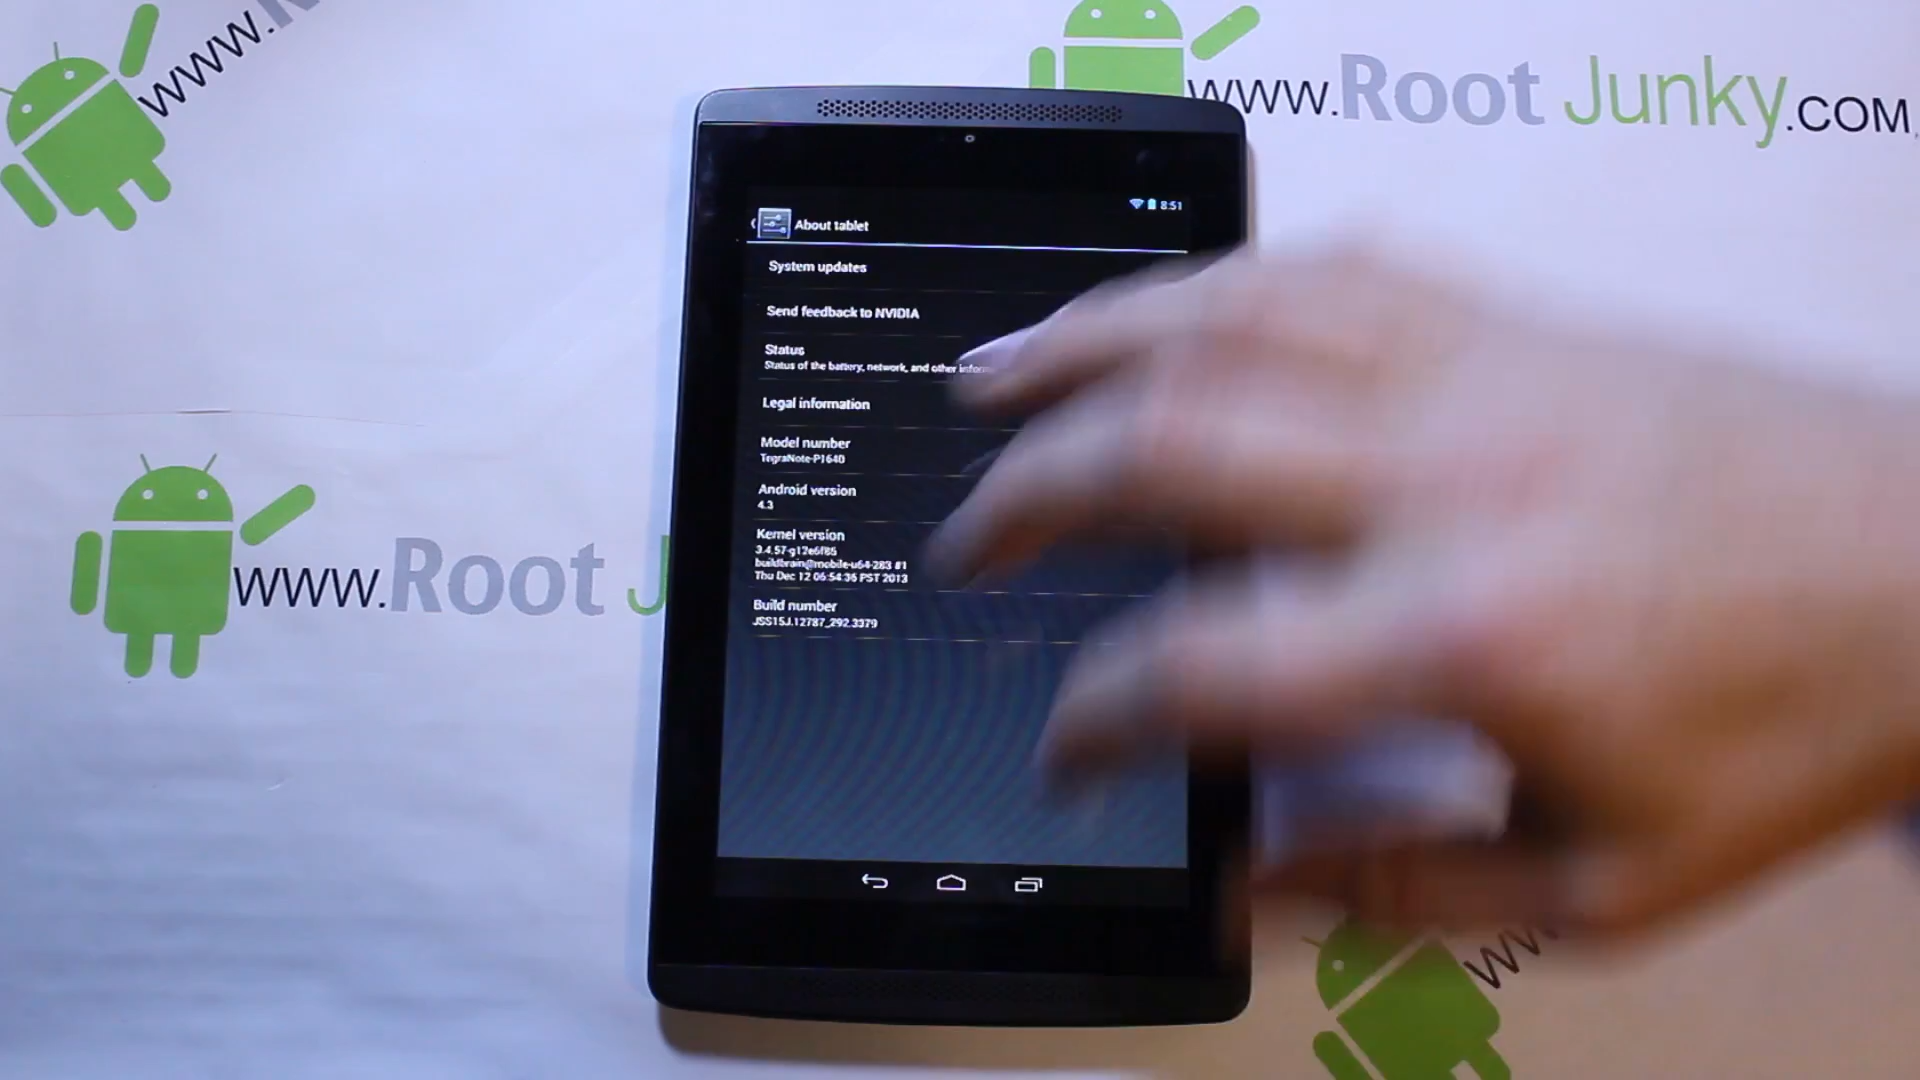 www.
www.Root Junky.COM
8:51
About tablet
System updates
Send feedback to NVIDIA
Status
Status of the battery, network, and other
Legal information
Model number
TegraNote-P1640
Android version
4.3
Kernel version
3.4.57-g12e6f85
buildbrain@mobile-u64-283 #1
Thu Dec 12 06:54:36 PST 2013
Build number
JSS15J.12787_292.3379
www.Root J